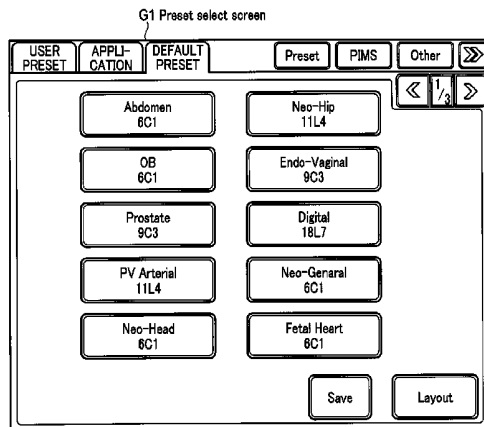 G1 Preset select screen
USER PRESET
APPLI-CATION
DEFAULT PRESET
Preset
PIMS
Other
1/3
Abdomen
6C1
Neo-Hip
11L4
OB
6C1
Endo-Vaginal
9C3
Prostate
9C3
Digital
18L7
PV Arterial
11L4
Neo-Genaral
6C1
Neo-Head
6C1
Fetal Heart
6C1
Save
Layout